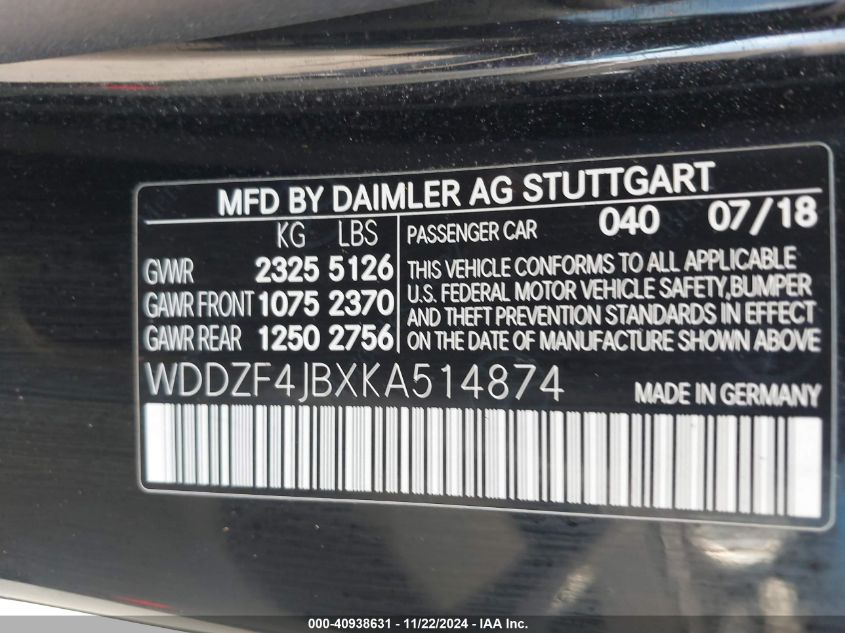 MFD BY DAIMLER AG STUTTGART
KG LBS
PASSENGER CAR 040 07/18
GVWR 2325 5126
GAWR FRONT 1075 2370
GAWR REAR 1250 2756
THIS VEHICLE CONFORMS TO ALL APPLICABLE
U.S. FEDERAL MOTOR VEHICLE SAFETY,BUMPER
AND THEFT PREVENTION STANDARDS IN EFFECT
ON THE DATE OF MANUFACTURE SHOWN ABOVE
WDDZF4JBXKA514874
MADE IN GERMANY
000-40938631 - 11/22/2024 - IAA Inc.